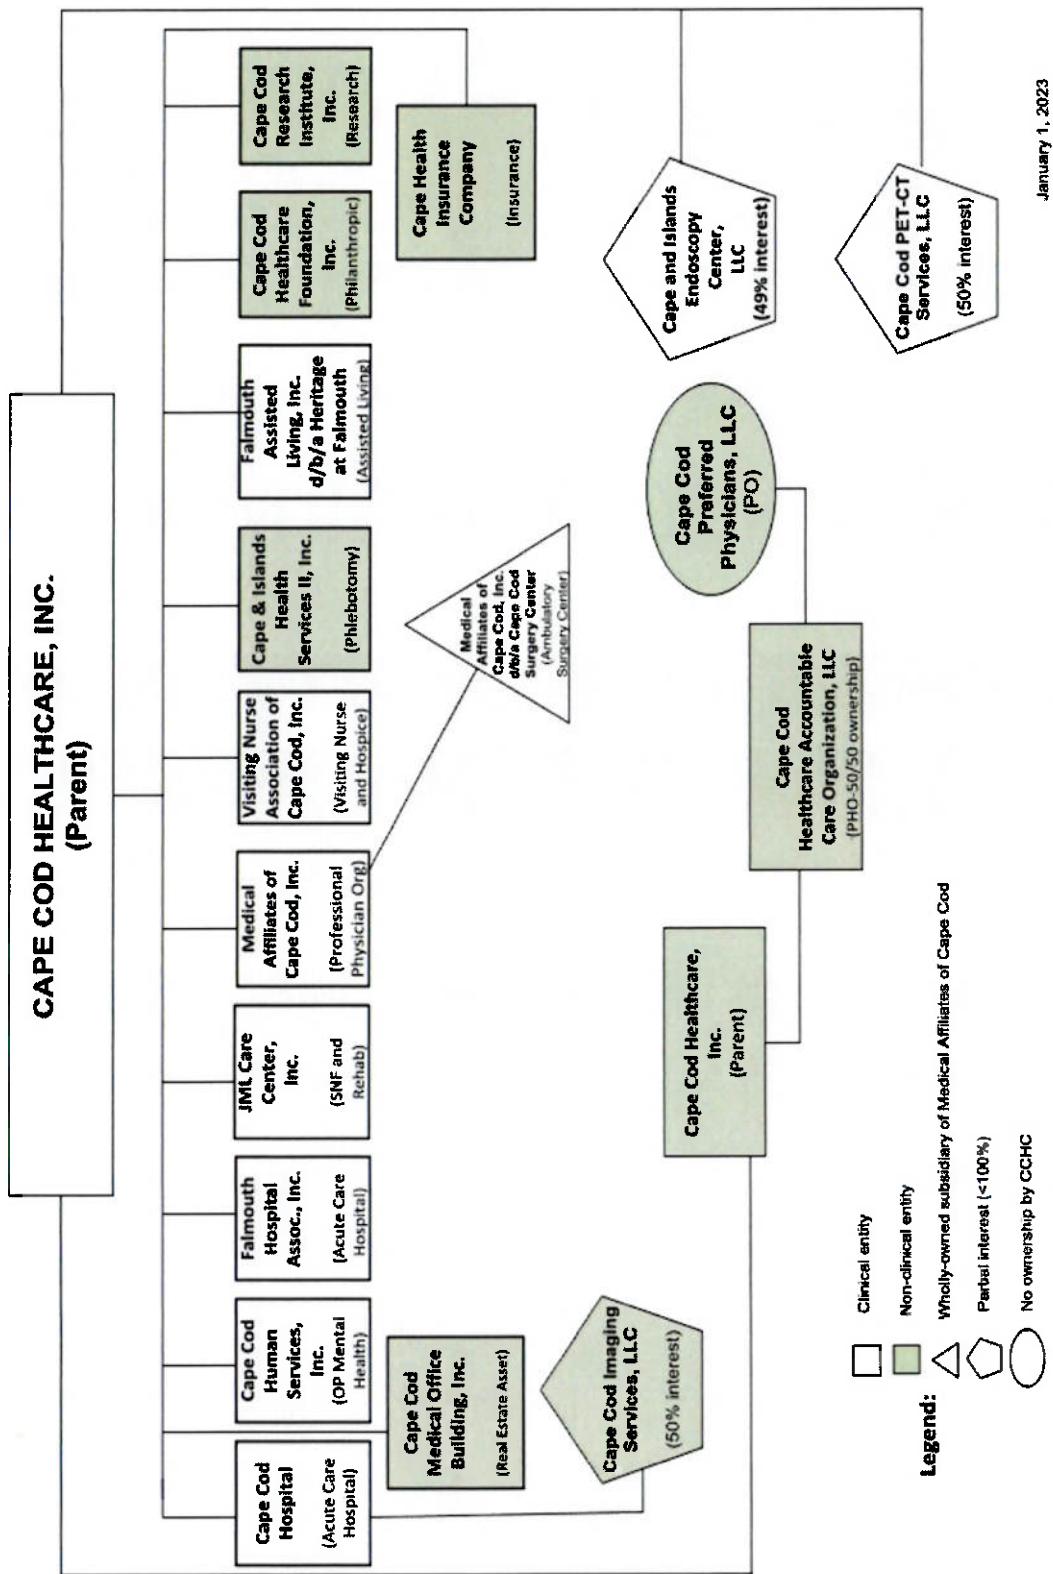 CAPE COD HEALTHCARE, INC.
(Parent)
Cape Cod
Hospital
(Acute Care
Hospital)
Cape Cod
Human
Services,
Inc.
(OP Mental
Health)
Falmouth
Hospital
Assoc., Inc.
(Acute Care
Hospital)
JML Care
Center,
Inc.
(SNF and
Rehab)
Medical
Affiliates of
Cape Cod, Inc.
(Professional
Physician Org)
Visiting Nurse
Association of
Cape Cod, Inc.
(Visiting Nurse
and Hospice)
Cape & Islands
Health
Services II, Inc.
(Phlebotomy)
Falmouth
Assisted
Living, Inc.
d/b/a Heritage
at Falmouth
(Assisted Living)
Cape Cod
Healthcare
Foundation,
Inc.
(Philanthropic)
Cape Cod
Research
Institute,
Inc.
(Research)
Cape Cod
Medical Office
Building, Inc.
(Real Estate Asset)
Medical
Affiliates of
Cape Cod, Inc.
d/b/a Cape Cod
Surgery Center
(Ambulatory
Surgery Center)
Cape Health
Insurance
Company
(Insurance)
Cape Cod Imaging
Services, LLC
(50% interest)
Cape and Islands
Endoscopy
Center,
LLC
(49% interest)
Cape Cod Healthcare,
Inc.
(Parent)
Cape Cod
Healthcare Accountable
Care Organization, LLC
(PHO-50/50 ownership)
Cape Cod
Preferred
Physicians, LLC
(PO)
Cape Cod PET-CT
Services, LLC
(50% interest)
Legend:
Clinical entity
Non-clinical entity
Wholly-owned subsidiary of Medical Affiliates of Cape Cod
Partial interest (<100%)
No ownership by CCHC
January 1, 2023